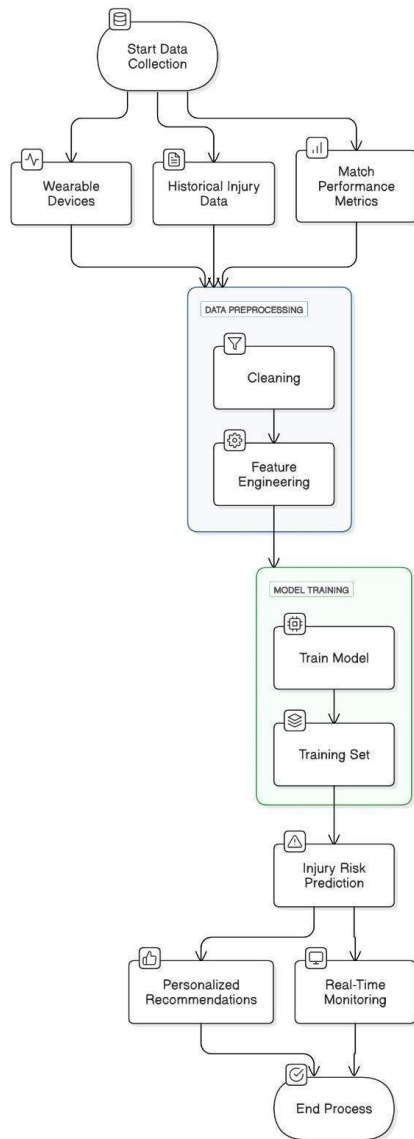 Start Data
Collection
Wearable
Devices
Historical Injury
Data
Match
Performance
Metrics
DATA PREPROCESSING
Cleaning
Feature
Engineering
MODEL TRAINING
Train Model
Training Set
Injury Risk
Prediction
Personalized
Recommendations
Real-Time
Monitoring
End Process